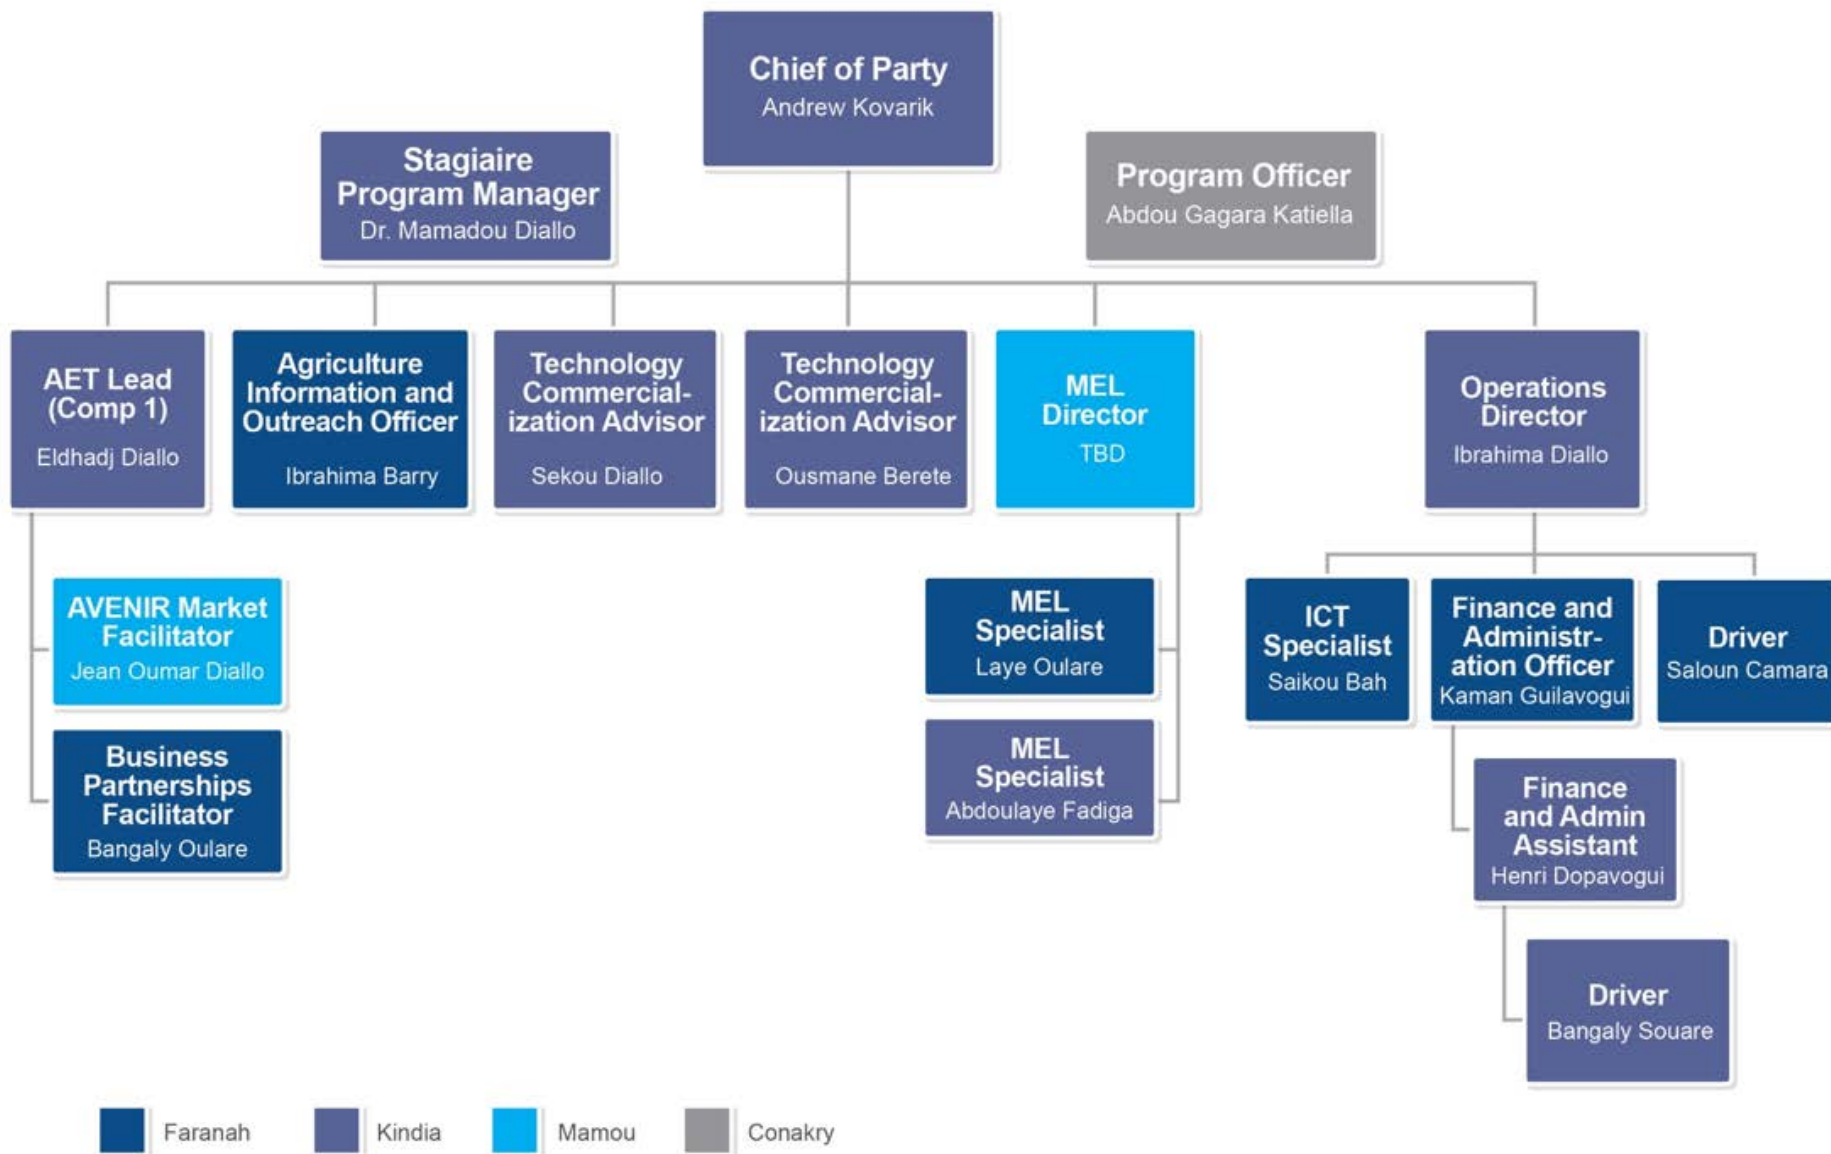 Chief of Party
Andrew Kovarik
Stagiaire
Program Manager
Dr. Mamadou Diallo
Program Officer
Abdou Gagara Katiella
AET Lead
(Comp 1)
Eldhadj Diallo
Agriculture
Information and
Outreach Officer
Ibrahima Barry
Technology
Commercial-
ization Advisor
Sekou Diallo
Technology
Commercial-
ization Advisor
Ousmane Berete
MEL
Director
TBD
Operations
Director
Ibrahima Diallo
AVENIR Market
Facilitator
Jean Oumar Diallo
Business
Partnerships
Facilitator
Bangaly Oulare
MEL
Specialist
Laye Oulare
MEL
Specialist
Abdoulaye Fadiga
ICT
Specialist
Saikou Bah
Finance and
Administr-
ation Officer
Kaman Guilavogui
Driver
Saloun Camara
Finance
and Admin
Assistant
Henri Dopavogui
Driver
Bangaly Souare
Faranah
Kindia
Mamou
Conakry